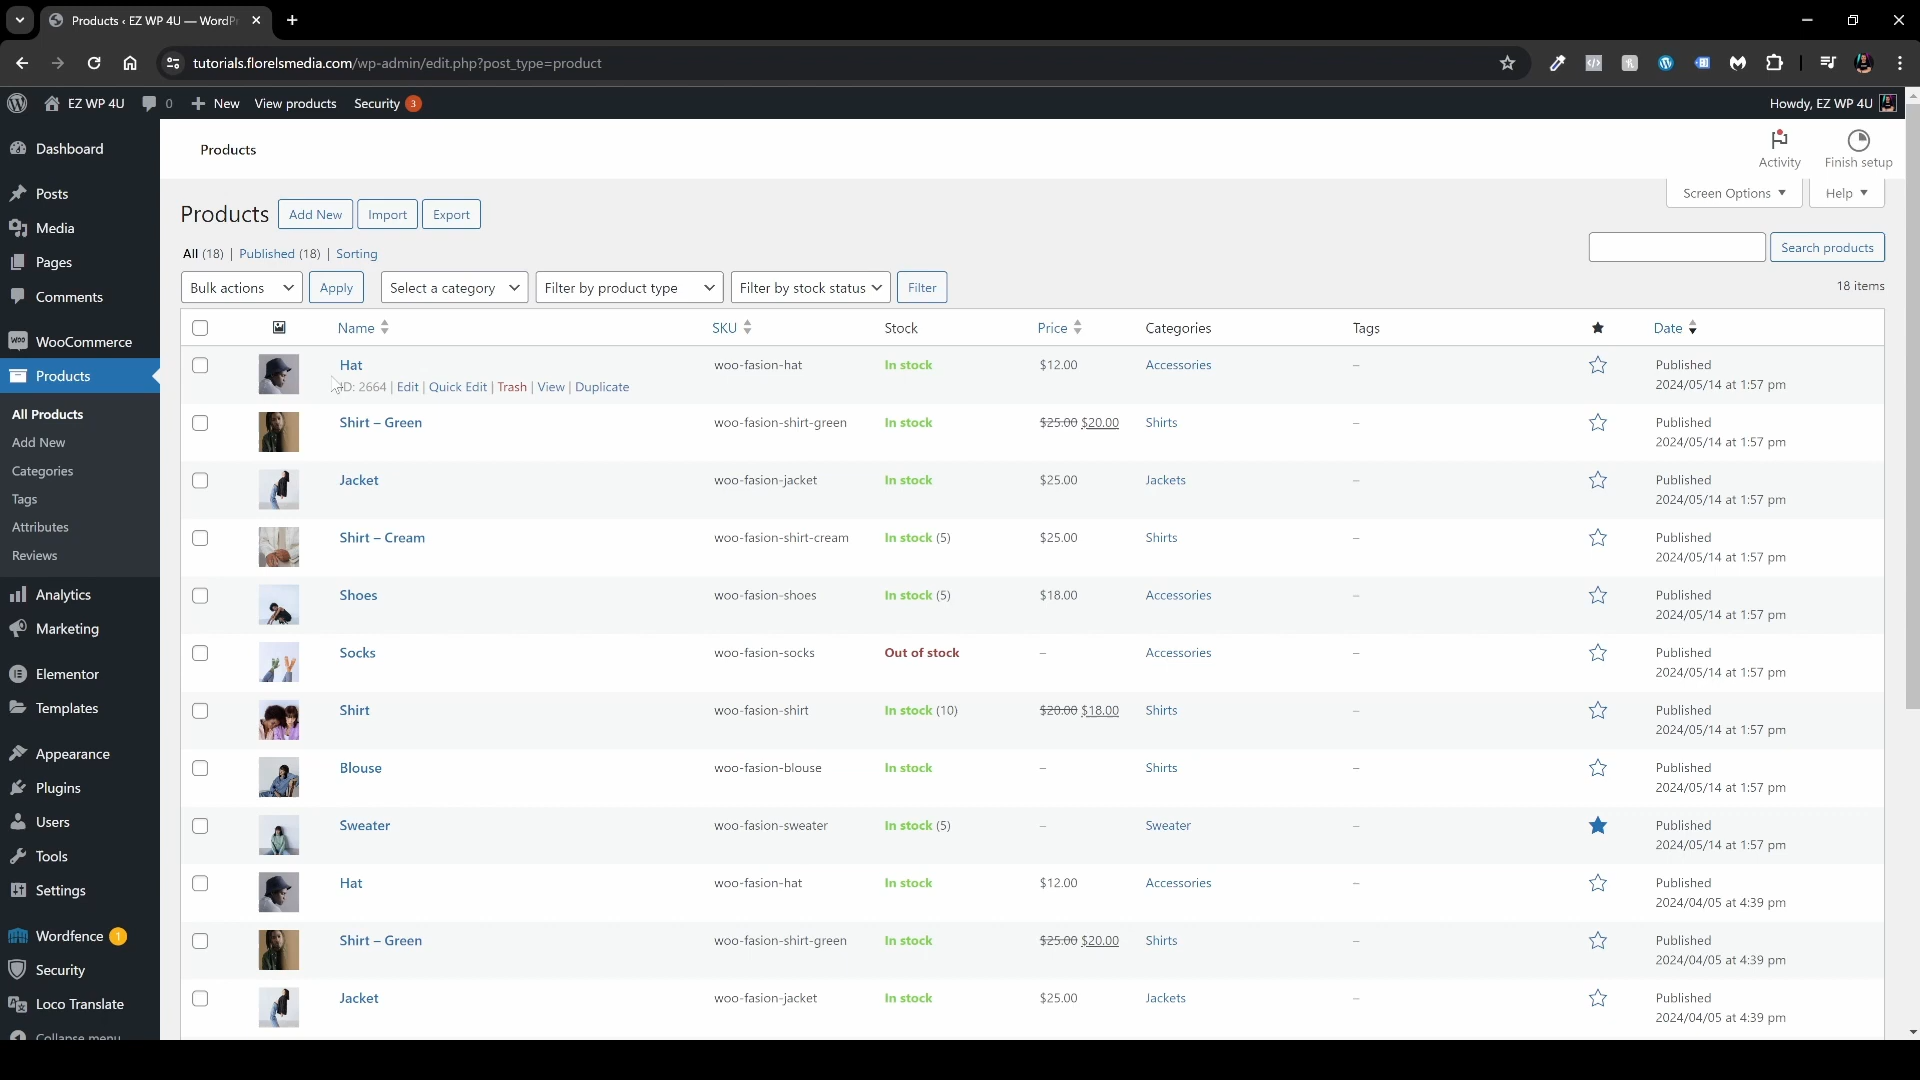 Products ‹ EZ WP 4U — WordPr
tutorials.florelsmedia.com/wp-admin/edit.php?post_type=product
EZ WP 4U 0 New View products Security 3 Howdy, EZ WP 4U
Dashboard
Posts
Media
Pages
Comments
WooCommerce
Products
All Products
Add New
Categories
Tags
Attributes
Reviews
Analytics
Marketing
Elementor
Templates
Appearance
Plugins
Users
Tools
Settings
Wordfence 1
Security
Loco Translate
Collapse menu
Products
Activity
Finish setup
Screen Options Help
Products Add New Import Export
All (18) | Published (18) | Sorting
Search products
Bulk actions Apply Select a category Filter by product type Filter by stock status Filter 18 items
Name SKU Stock Price Categories Tags Date
Hat woo-fasion-hat In stock $12.00 Accessories – Published
ID: 2664 | Edit | Quick Edit | Trash | View | Duplicate 2024/05/14 at 1:57 pm
Shirt – Green woo-fasion-shirt-green In stock $25.00 $20.00 Shirts – Published
2024/05/14 at 1:57 pm
Jacket woo-fasion-jacket In stock $25.00 Jackets – Published
2024/05/14 at 1:57 pm
Shirt – Cream woo-fasion-shirt-cream In stock (5) $25.00 Shirts – Published
2024/05/14 at 1:57 pm
Shoes woo-fasion-shoes In stock (5) $18.00 Accessories – Published
2024/05/14 at 1:57 pm
Socks woo-fasion-socks Out of stock – Accessories – Published
2024/05/14 at 1:57 pm
Shirt woo-fasion-shirt In stock (10) $20.00 $18.00 Shirts – Published
2024/05/14 at 1:57 pm
Blouse woo-fasion-blouse In stock – Shirts – Published
2024/05/14 at 1:57 pm
Sweater woo-fasion-sweater In stock (5) – Sweater – Published
2024/05/14 at 1:57 pm
Hat woo-fasion-hat In stock $12.00 Accessories – Published
2024/04/05 at 4:39 pm
Shirt – Green woo-fasion-shirt-green In stock $25.00 $20.00 Shirts – Published
2024/04/05 at 4:39 pm
Jacket woo-fasion-jacket In stock $25.00 Jackets – Published
2024/04/05 at 4:39 pm